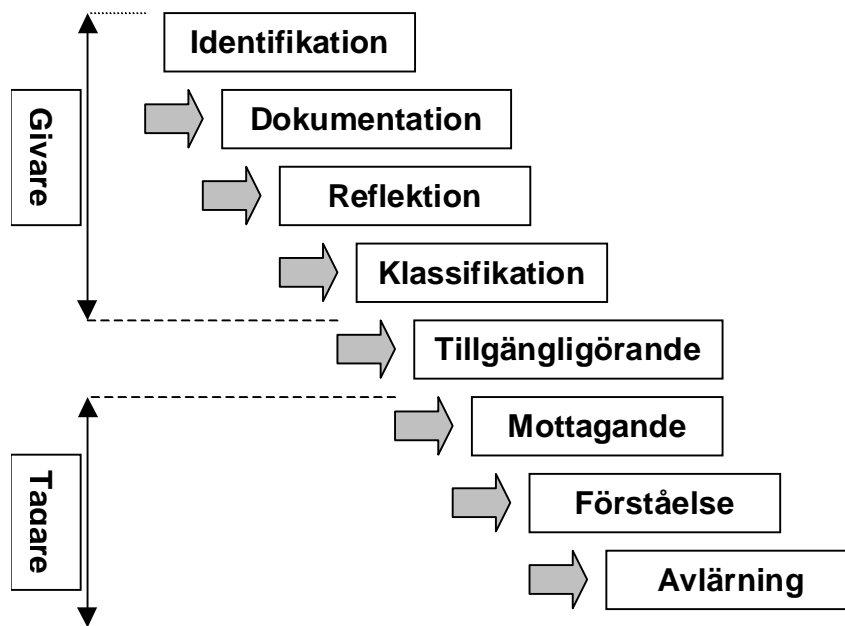 Identifikation
Givare
Dokumentation
Reflektion
Klassifikation
Tillgängligörande
Mottagande
Tagare
Förståelse
Avlärning